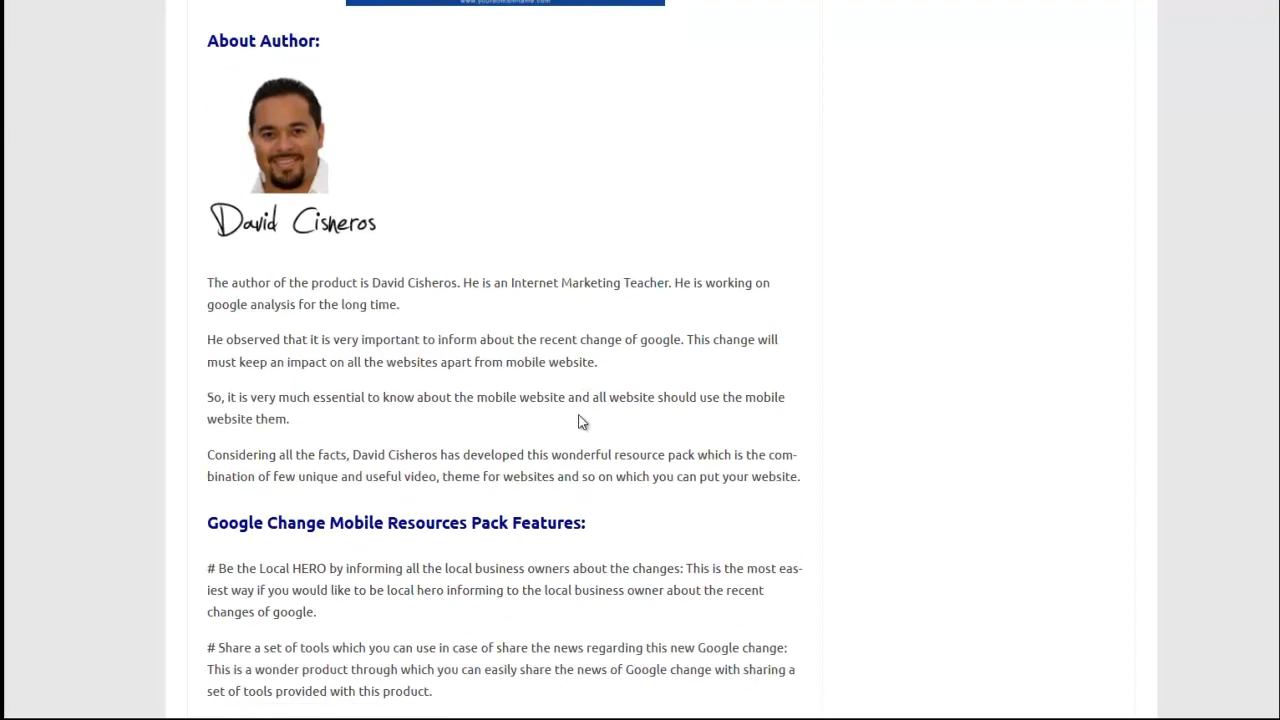 www.yourdomainname.com
About Author:
David Cisneros
The author of the product is David Cisheros. He is an Internet Marketing Teacher. He is working on
google analysis for the long time.
He observed that it is very important to inform about the recent change of google. This change will
must keep an impact on all the websites apart from mobile website.
So, it is very much essential to know about the mobile website and all website should use the mobile
website them.
Considering all the facts, David Cisheros has developed this wonderful resource pack which is the com-
bination of few unique and useful video, theme for websites and so on which you can put your website.
Google Change Mobile Resources Pack Features:
# Be the Local HERO by informing all the local business owners about the changes: This is the most eas-
iest way if you would like to be local hero informing to the local business owner about the recent
changes of google.
# Share a set of tools which you can use in case of share the news regarding this new Google change:
This is a wonder product through which you can easily share the news of Google change with sharing a
set of tools provided with this product.